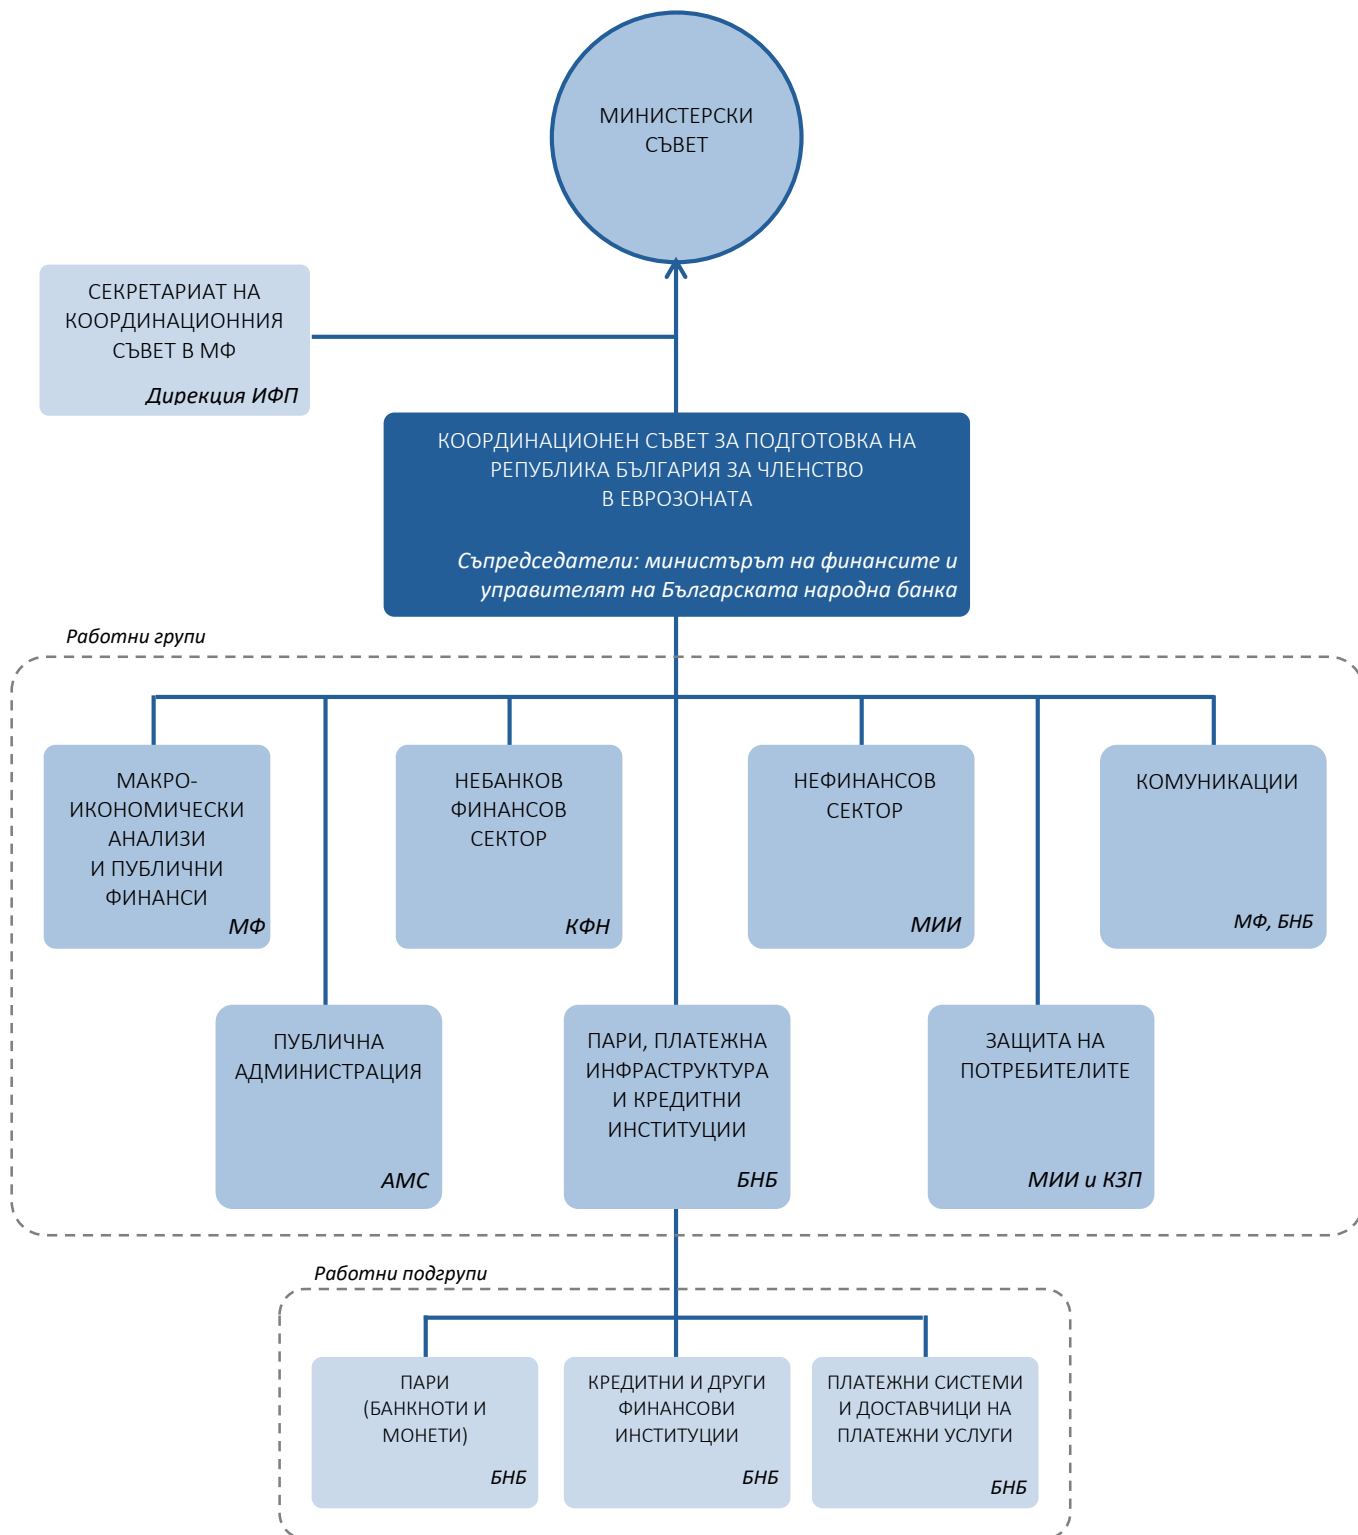 МИНИСТЕРСКИ
СЪВЕТ
СЕКРЕТАРИАТ НА
КООРДИНАЦИОННИЯ
СЪВЕТ В МФ
Дирекция ИФП
КООРДИНАЦИОНЕН СЪВЕТ ЗА ПОДГОТОВКА НА
РЕПУБЛИКА БЪЛГАРИЯ ЗА ЧЛЕНСТВО
В ЕВРОЗОНАТА
Съпредседатели: министърът на финансите и
управителят на Българската народна банка
Работни групи
МАКРО-
ИКОНОМИЧЕСКИ
АНАЛИЗИ
И ПУБЛИЧНИ
ФИНАНСИ
МФ
НЕБАНКОВ
ФИНАНСОВ
СЕКТОР
КФН
НЕФИНАНСОВ
СЕКТОР
МИИ
КОМУНИКАЦИИ
МФ, БНБ
ПУБЛИЧНА
АДМИНИСТРАЦИЯ
АМС
ПАРИ, ПЛАТЕЖНА
ИНФРАСТРУКТУРА
И КРЕДИТНИ
ИНСТИТУЦИИ
БНБ
ЗАЩИТА НА
ПОТРЕБИТЕЛИТЕ
МИИ и КЗП
Работни подгрупи
ПАРИ
(БАНКНОТИ И
МОНЕТИ)
БНБ
КРЕДИТНИ И ДРУГИ
ФИНАНСОВИ
ИНСТИТУЦИИ
БНБ
ПЛАТЕЖНИ СИСТЕМИ
И ДОСТАВЧИЦИ НА
ПЛАТЕЖНИ УСЛУГИ
БНБ